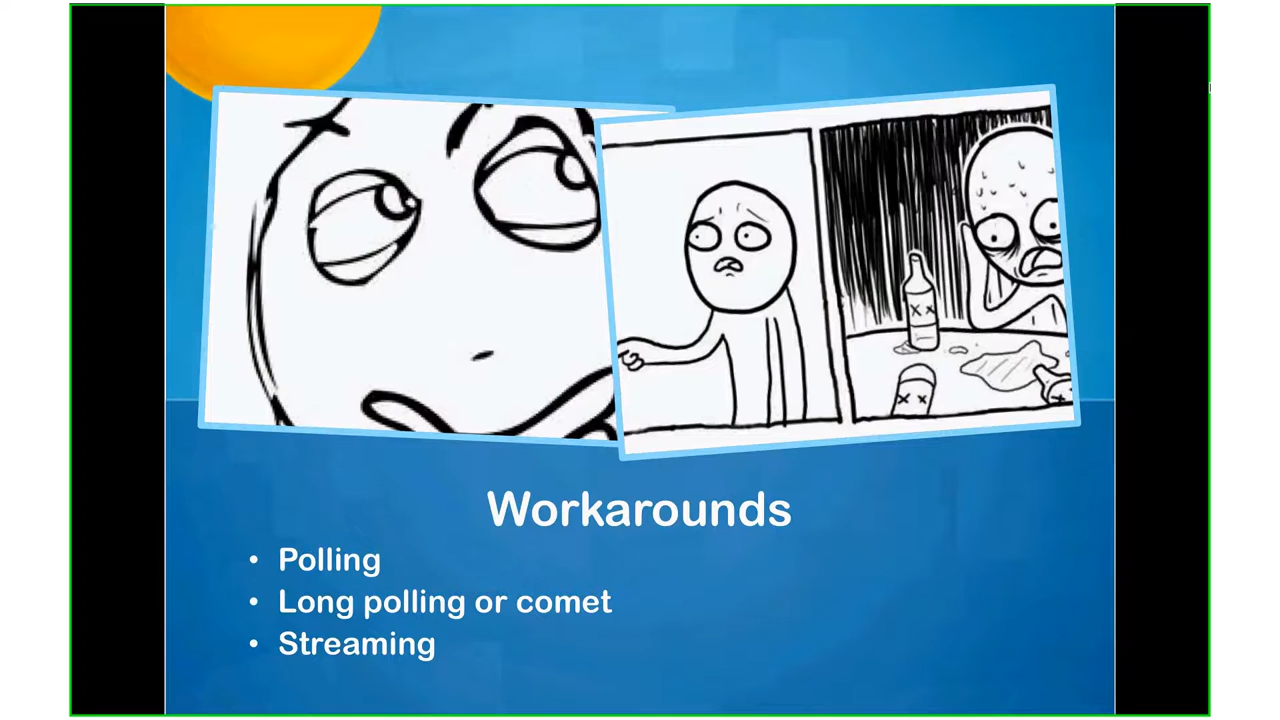 Workarounds
• Polling
• Long polling or comet
• Streaming